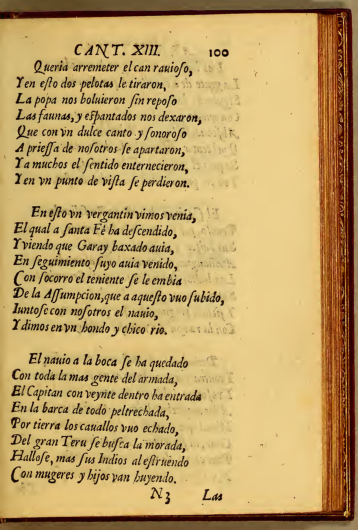 CANT. XIII. 100
Queria arremeter el can rauioso,
Y en esto dos pelotas le tiraron,
La popa nos boluieron sin reposo
Las faunas, y espantados nos dexaron,
Que con vn dulce canto y sonoroso
A priessa de nosotros se apartaron,
Y a muchos el sentido enternecieron,
Y en vn punto de vista se perdieron.
En esto vn vergantin vimos venia,
El qual a santa Fê ha descendido,
Y viendo que Garay baxado auia,
En seguimiento suyo auia venido,
Con socorro el teniente se le embia
De la Assumpcion, que a aquesto vuo subido,
Iuntose con nosotros el nauio,
Y dimos en vn hondo y chico rio.
El nauio a la boca se ha quedado
Con toda la mas gente del armada,
El Capitan con veynte dentro ha entrada
En la barca de todo peltrechada,
Por tierra los cauallos vuo echado,
Del gran Teru se busca la morada,
Hallose, mas sus Indios al estruendo
Con mugeres y hijos van huyendo.
N3 Las